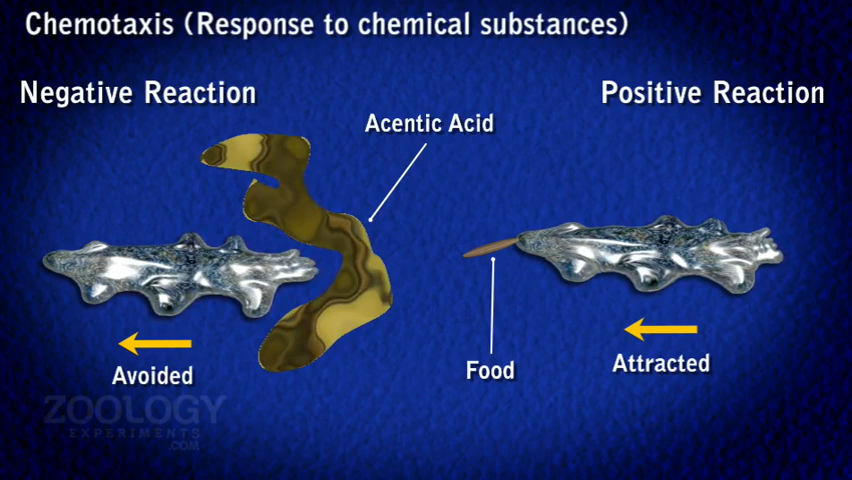 Chemotaxis (Response to chemical substances)
Negative Reaction
Positive Reaction
Acentic Acid
Food
Avoided
Attracted
ZOOLOGY
EXPERIMENTS
.COM